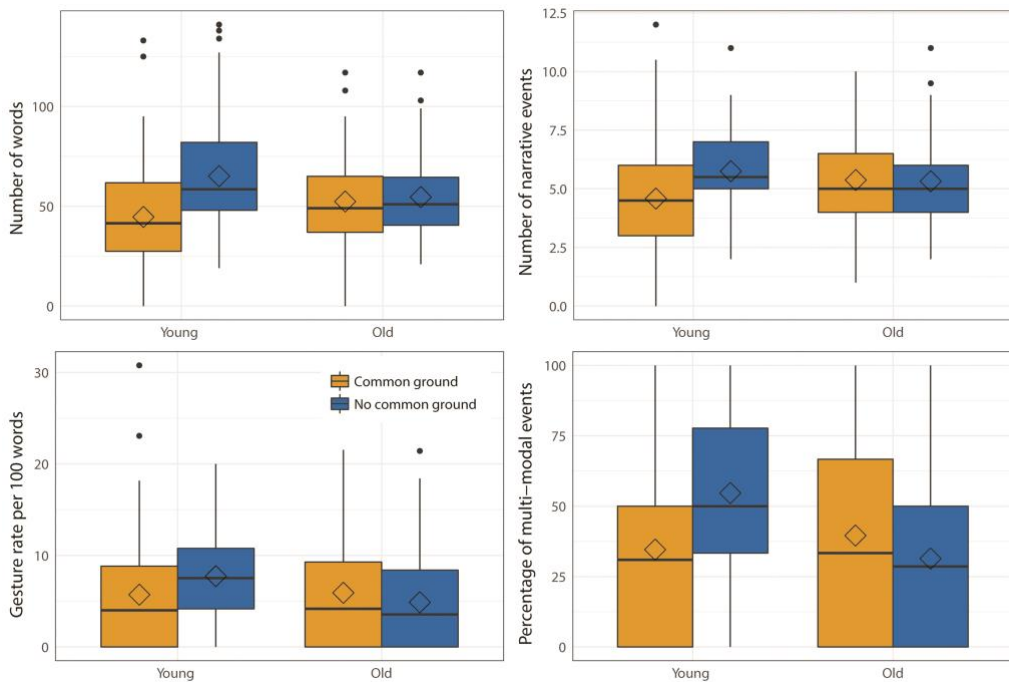 Number of words
100
50
0
Young
Old
Number of narrative events
12.5
10.0
7.5
5.0
2.5
0.0
Young
Old
Gesture rate per 100 words
30
20
10
0
Common ground
No common ground
Young
Old
Percentage of multi-modal events
100
75
50
25
0
Young
Old